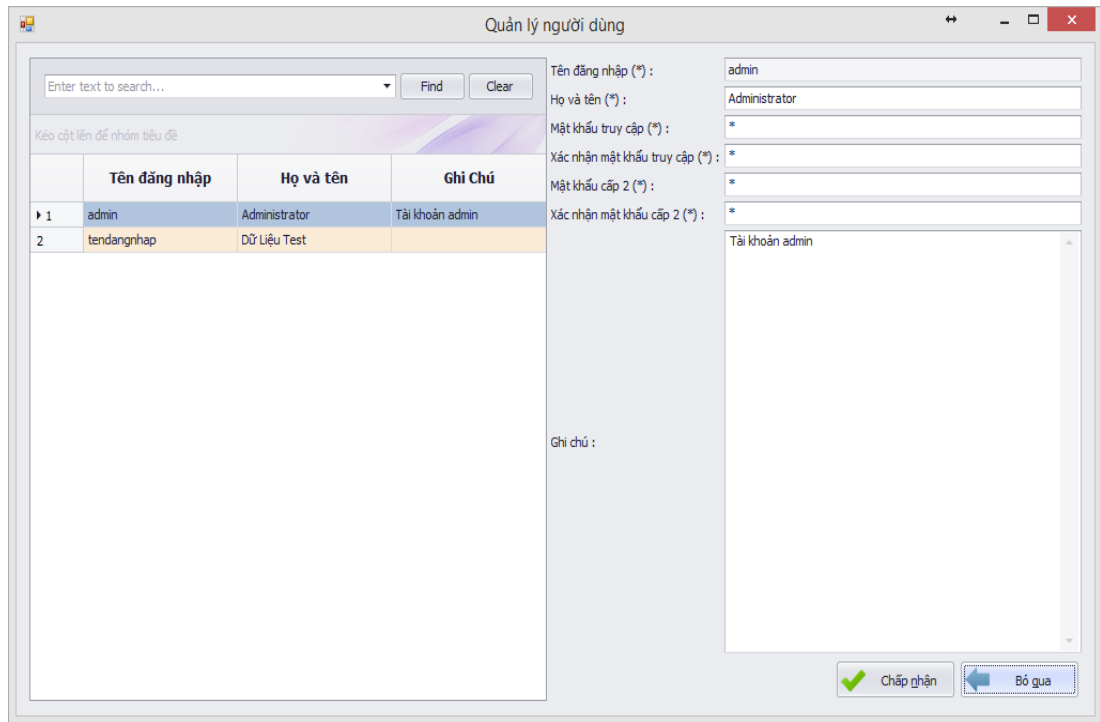 Quản lý người dùng
Enter text to search...
Find
Clear
Kéo cột lên để nhóm tiêu đề
Tên đăng nhập
Họ và tên
Ghi Chú
1 admin Administrator Tài khoản admin
2 tendangnhap Dữ Liệu Test
Tên đăng nhập (*) : admin
Họ và tên (*) : Administrator
Mật khẩu truy cập (*) : *
Xác nhận mật khẩu truy cập (*) : *
Mật khẩu cấp 2 (*) : *
Xác nhận mật khẩu cấp 2 (*) : *
Ghi chú : Tài khoản admin
Chấp nhận
Bỏ qua